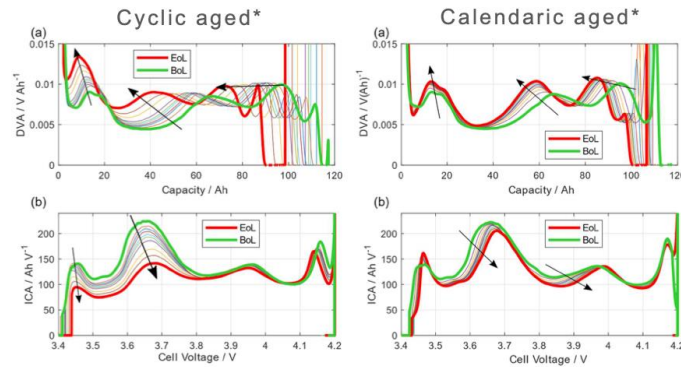 Cyclic aged*
Calendaric aged*
(a)
0.015
0.01
0.005
0
DVA / V Ah⁻¹
EoL
BoL
0 20 40 60 80 100 120
Capacity / Ah
(a)
0.015
0.01
0.005
0
DVA / V(Ah)⁻¹
EoL
BoL
0 20 40 60 80 100 120
Capacity / Ah
(b)
200
150
100
50
0
ICA / Ah V⁻¹
EoL
BoL
3.4 3.5 3.6 3.7 3.8 3.9 4 4.1 4.2
Cell Voltage / V
(b)
200
150
100
50
0
ICA / Ah V⁻¹
EoL
BoL
3.4 3.5 3.6 3.7 3.8 3.9 4 4.1 4.2
Cell Voltage / V